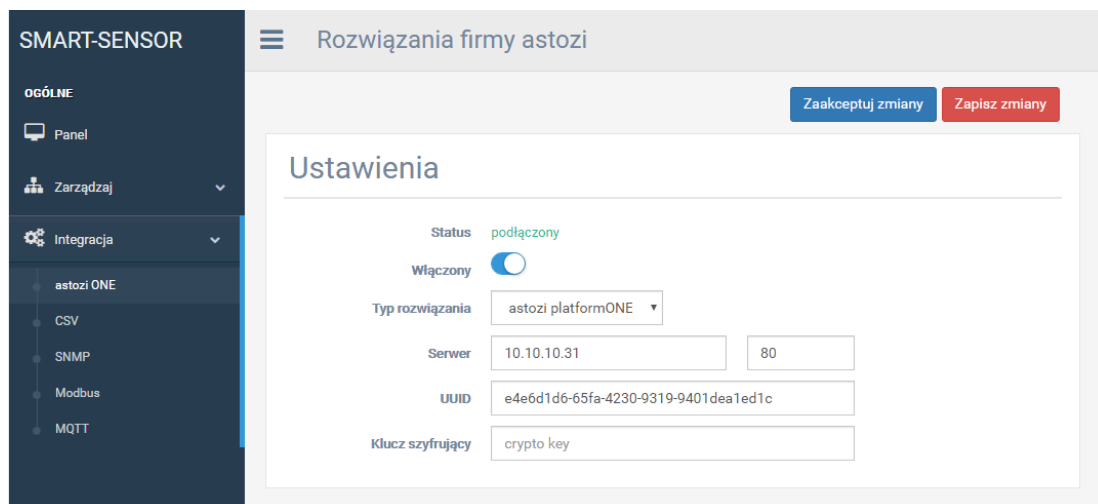 SMART-SENSOR
Rozwiązania firmy astozi
OGÓLNE
Panel
Zarządzaj
Integracja
astozi ONE
CSV
SNMP
Modbus
MQTT
Zaakceptuj zmiany
Zapisz zmiany
Ustawienia
Status podłączony
Włączony
Typ rozwiązania astozi platformONE
Serwer 10.10.10.31 80
UUID e4e6d1d6-65fa-4230-9319-9401dea1ed1c
Klucz szyfrujący crypto key